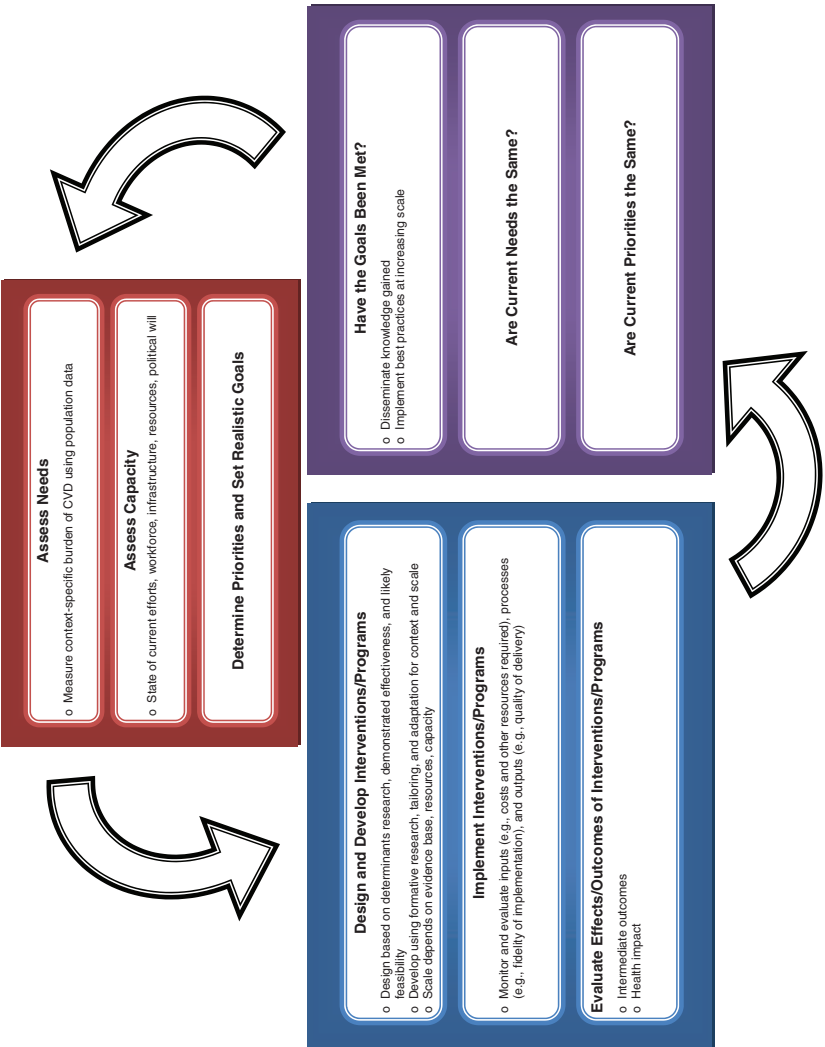 Assess Needs
o Measure context-specific burden of CVD using population data
Assess Capacity
o State of current efforts, workforce, infrastructure, resources, political will
Determine Priorities and Set Realistic Goals
Design and Develop Interventions/Programs
o Design based on determinants research, demonstrated effectiveness, and likely
feasibility
o Develop using formative research, tailoring, and adaptation for context and scale
o Scale depends on evidence base, resources, capacity
Implement Interventions/Programs
o Monitor and evaluate inputs (e.g., costs and other resources required), processes
(e.g., fidelity of implementation), and outputs (e.g., quality of delivery)
Evaluate Effects/Outcomes of Interventions/Programs
o Intermediate outcomes
o Health impact
Have the Goals Been Met?
o Disseminate knowledge gained
o Implement best practices at increasing scale
Are Current Needs the Same?
Are Current Priorities the Same?